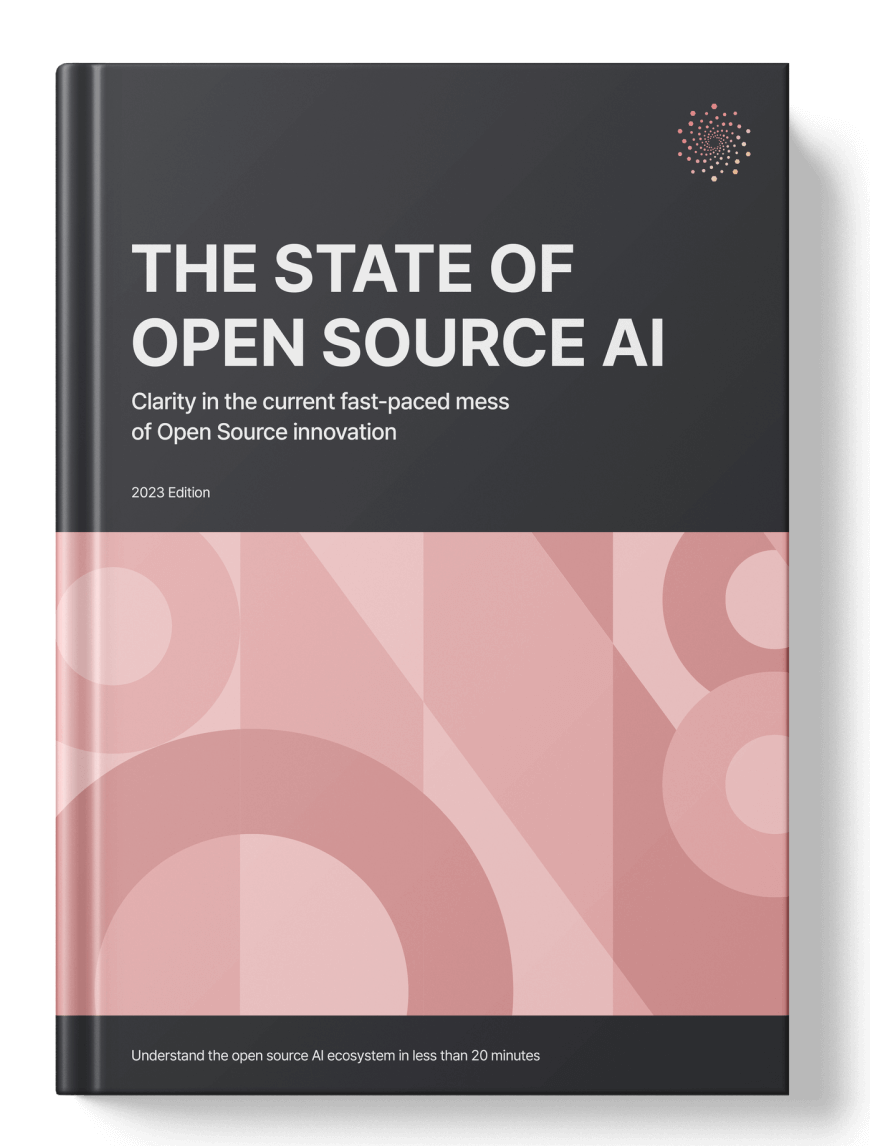 THE STATE OF
OPEN SOURCE AI
Clarity in the current fast-paced mess
of Open Source innovation
2023 Edition
Understand the open source AI ecosystem in less than 20 minutes